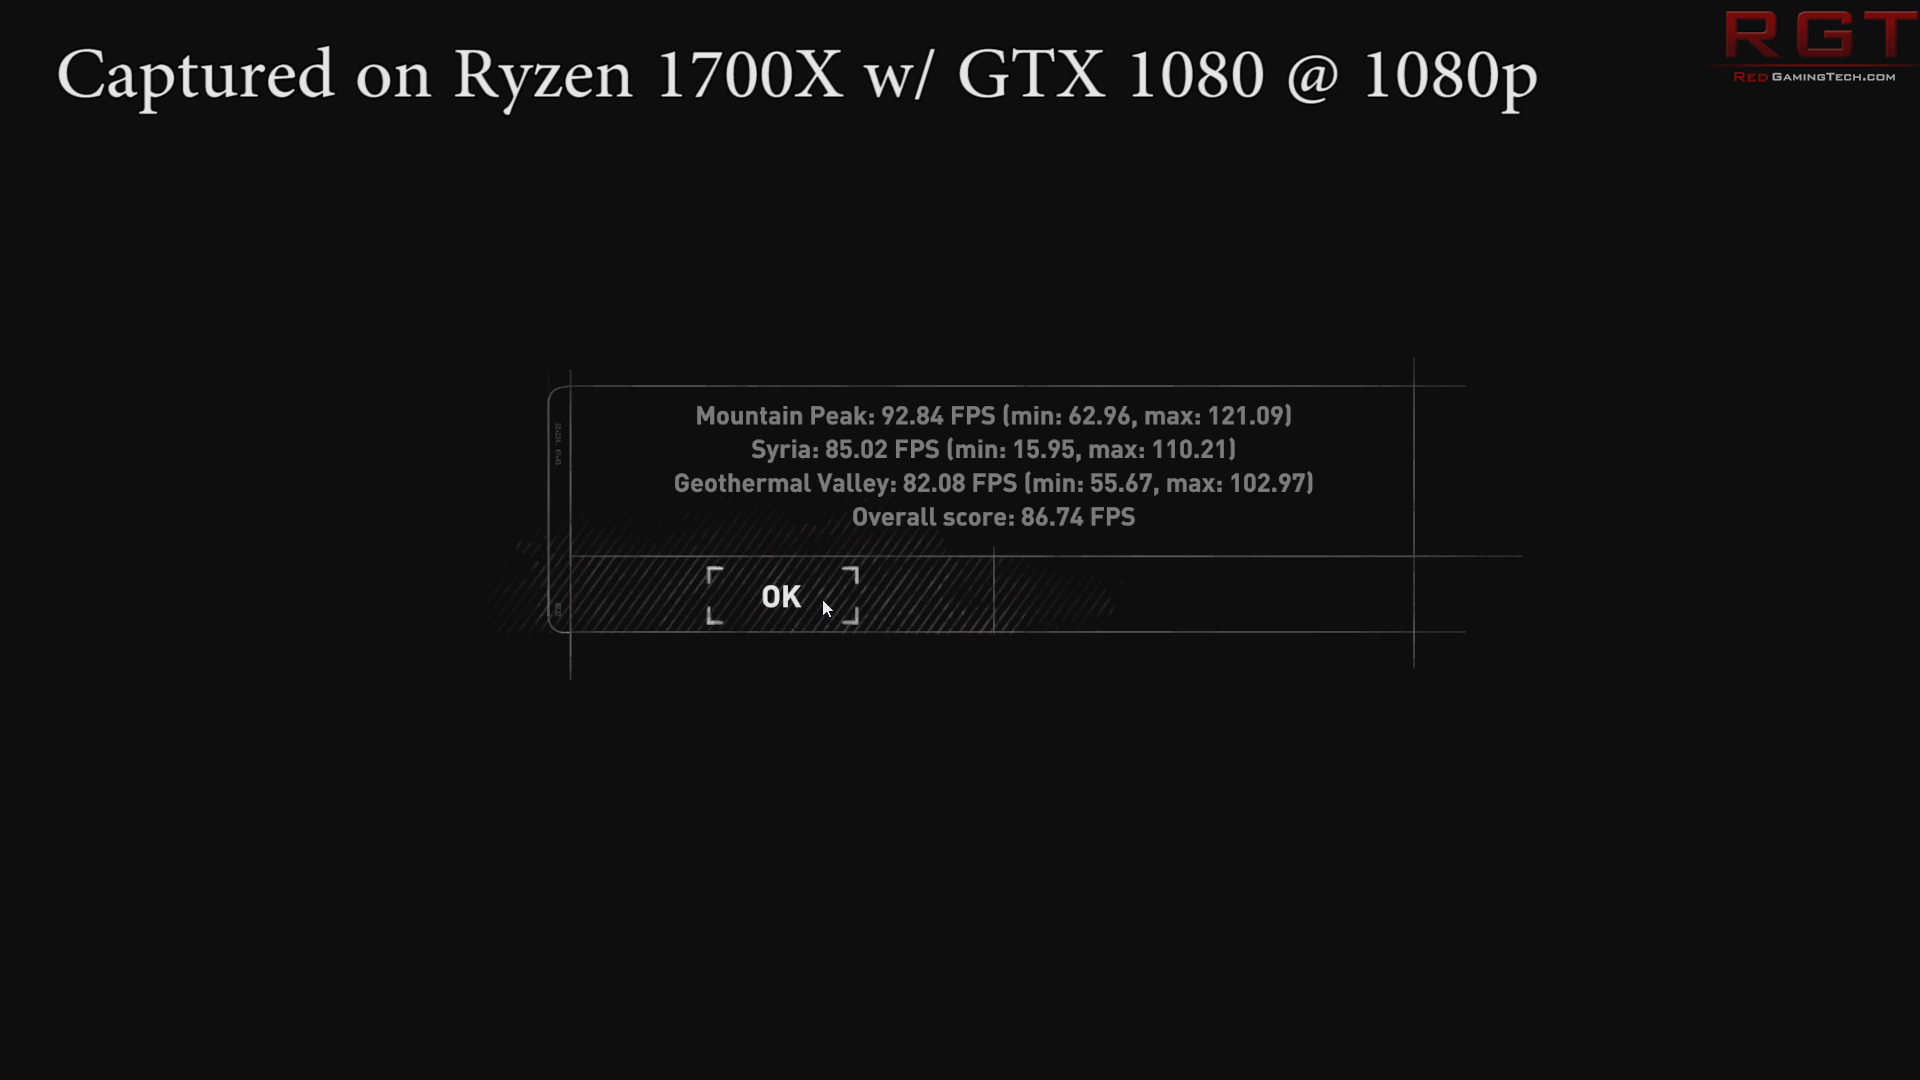 Captured on Ryzen 1700X w/ GTX 1080 @ 1080p
RGT
REDGAMINGTECH.COM
Mountain Peak: 92.84 FPS (min: 62.96, max: 121.09)
Syria: 85.02 FPS (min: 15.95, max: 110.21)
Geothermal Valley: 82.08 FPS (min: 55.67, max: 102.97)
Overall score: 86.74 FPS
OK